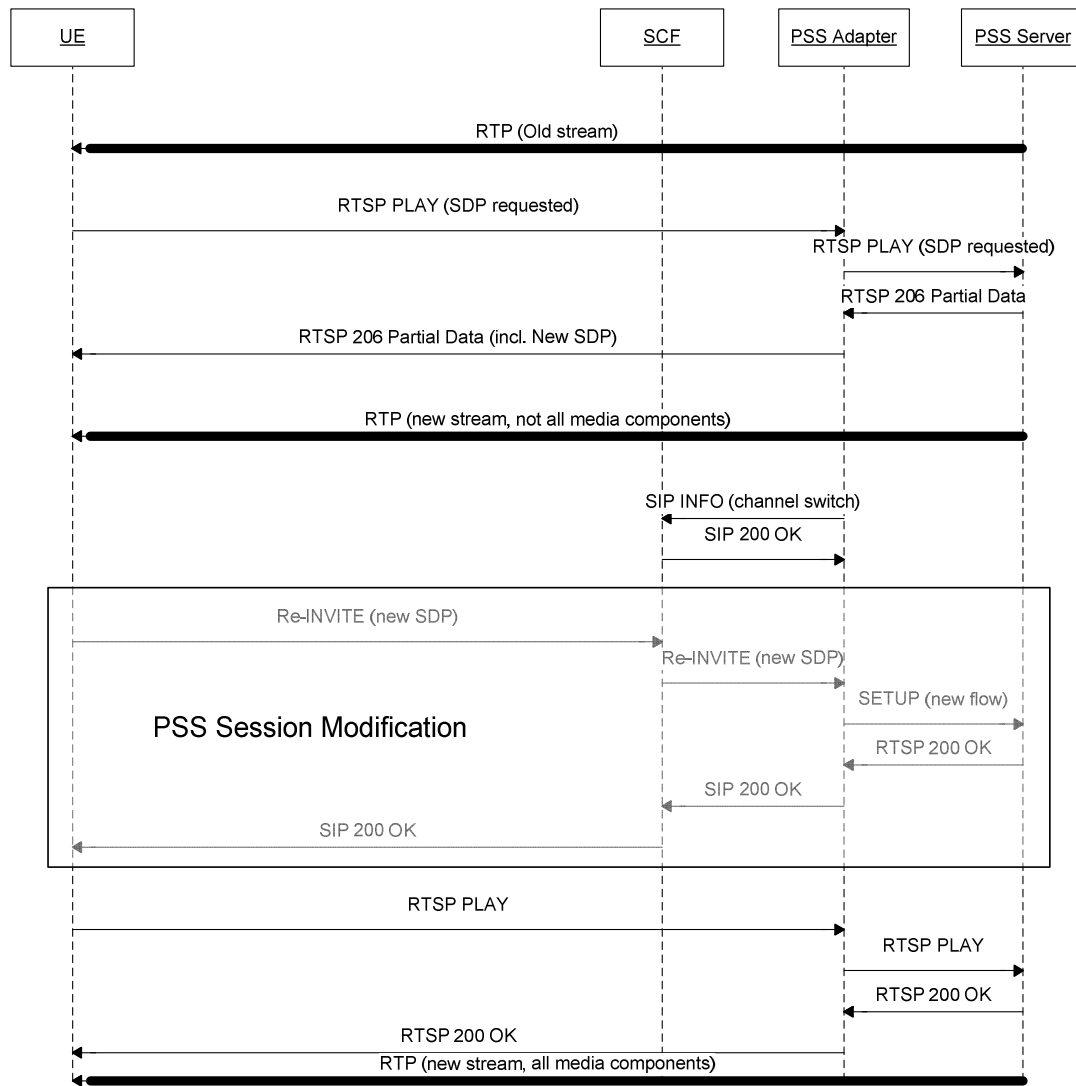 UE
SCF
PSS Adapter
PSS Server
RTP (Old stream)
RTSP PLAY (SDP requested)
RTSP PLAY (SDP requested)
RTSP 206 Partial Data
RTSP 206 Partial Data (incl. New SDP)
RTP (new stream, not all media components)
SIP INFO (channel switch)
SIP 200 OK
Re-INVITE (new SDP)
Re-INVITE (new SDP)
SETUP (new flow)
PSS Session Modification
RTSP 200 OK
SIP 200 OK
SIP 200 OK
RTSP PLAY
RTSP PLAY
RTSP 200 OK
RTSP 200 OK
RTP (new stream, all media components)